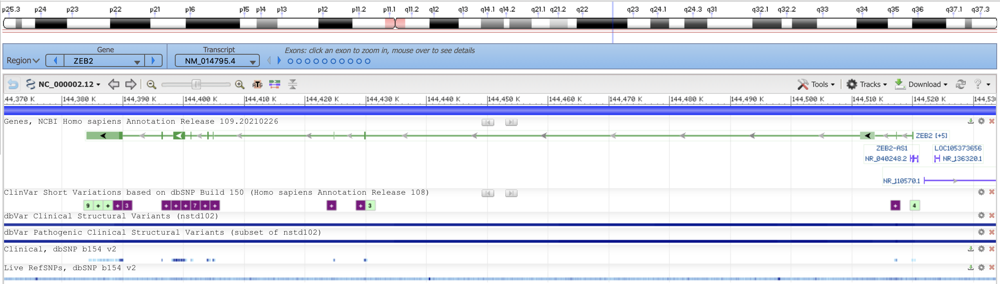 p25.3 p24 p23 p22 p21 p16 p15 p14 p13 p12 p11.2 p11.1 q11.2 q12 q13 q14.1 q14.2 q21.1 q21.2 q22 q23 q24.1 q24.3 q31 q32.1 q32.2 q33 q34 q35 q36 q37.1 q37.3
Gene Transcript Exons: click an exon to zoom in, mouse over to see details
Region ZEB2 NM_014795.4
NC_000002.12 ATG Tools Tracks Download ?
44,370 K 144,380 K 144,390 K 144,400 K 144,410 K 144,420 K 144,430 K 144,440 K 144,450 K 144,460 K 144,470 K 144,480 K 144,490 K 144,500 K 144,510 K 144,520 K 144,53
Genes, NCBI Homo sapiens Annotation Release 109.20210226
ZEB2 [+5]
ZEB2-AS1 LOC105373656
NR_040248.2 NR_136320.1
NR_110570.1
ClinVar Short Variations based on dbSNP Build 150 (Homo sapiens Annotation Release 108)
9 + + + 3 + + + 7 + + + + 3 + 4
dbVar Clinical Structural Variants (nstd102)
dbVar Pathogenic Clinical Structural Variants (subset of nstd102)
Clinical, dbSNP b154 v2
Live RefSNPs, dbSNP b154 v2